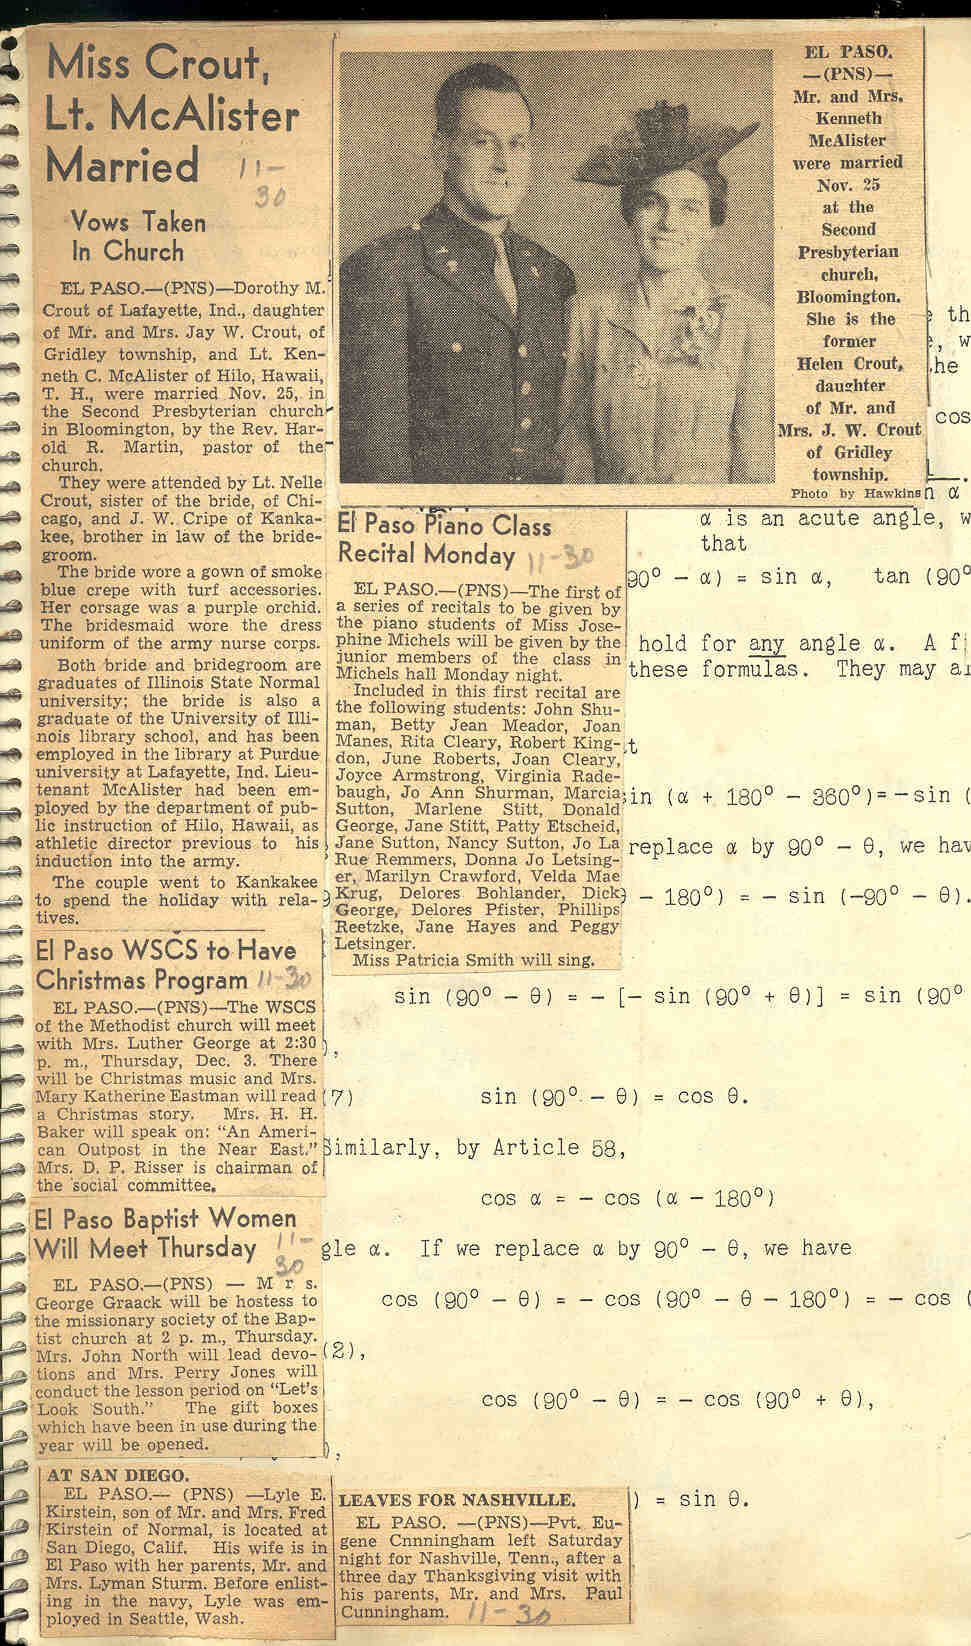 Miss Crout,
Lt. McAlister
Married 11-
30
Vows Taken
In Church
EL PASO.—(PNS)—Dorothy M.
Crout of Lafayette, Ind., daughter
of Mr. and Mrs. Jay W. Crout, of
Gridley township, and Lt. Ken-
neth C. McAlister of Hilo, Hawaii,
T. H., were married Nov. 25, in
the Second Presbyterian church
in Bloomington, by the Rev. Har-
old R. Martin, pastor of the
church.
They were attended by Lt. Nelle
Crout, sister of the bride, of Chi-
cago, and J. W. Cripe of Kanka-
kee, brother in law of the bride-
groom.
The bride wore a gown of smoke
blue crepe with turf accessories.
Her corsage was a purple orchid.
The bridesmaid wore the dress
uniform of the army nurse corps.
Both bride and bridegroom are
graduates of Illinois State Normal
university; the bride is also a
graduate of the University of Illi-
nois library school, and has been
employed in the library at Purdue
university at Lafayette, Ind. Lieu-
tenant McAlister had been em-
ployed by the department of pub-
lic instruction of Hilo, Hawaii, as
athletic director previous to his
induction into the army.
The couple went to Kankakee
to spend the holiday with rela-
tives.
EL PASO.
—(PNS)—
Mr. and Mrs.
Kenneth
McAlister
were married
Nov. 25
at the
Second
Presbyterian
church,
Bloomington.
She is the
former
Helen Crout,
daughter
of Mr. and
Mrs. J. W. Crout
of Gridley
township.
Photo by Hawkins
El Paso Piano Class
Recital Monday 11-30
EL PASO.—(PNS)—The first of
a series of recitals to be given by
the piano students of Miss Jose-
phine Michels will be given by the
junior members of the class in
Michels hall Monday night.
Included in this first recital are
the following students: John Shu-
man, Betty Jean Meador, Joan
Manes, Rita Cleary, Robert King-
don, June Roberts, Joan Cleary,
Joyce Armstrong, Virginia Rade-
baugh, Jo Ann Shurman, Marcia
Sutton, Marlene Stitt, Donald
George, Jane Stitt, Patty Etscheid,
Jane Sutton, Nancy Sutton, Jo La
Rue Remmers, Donna Jo Letsing-
er, Marilyn Crawford, Velda Mae
Krug, Delores Bohlander, Dick
George, Delores Pfister, Phillips
Reetzke, Jane Hayes and Peggy
Letsinger.
Miss Patricia Smith will sing.
El Paso WSCS to Have
Christmas Program 11-30
EL PASO.—(PNS)—The WSCS
of the Methodist church will meet
with Mrs. Luther George at 2:30
p. m., Thursday, Dec. 3. There
will be Christmas music and Mrs.
Mary Katherine Eastman will read
a Christmas story. Mrs. H. H.
Baker will speak on: "An Ameri-
can Outpost in the Near East."
Mrs. D. P. Risser is chairman of
the social committee.
El Paso Baptist Women
Will Meet Thursday 11-
30
EL PASO.—(PNS) — Mrs.
George Graack will be hostess to
the missionary society of the Bap-
tist church at 2 p. m., Thursday.
Mrs. John North will lead devo-
tions and Mrs. Perry Jones will
conduct the lesson period on "Let's
Look South." The gift boxes
which have been in use during the
year will be opened.
AT SAN DIEGO.
EL PASO.— (PNS) —Lyle E.
Kirstein, son of Mr. and Mrs. Fred
Kirstein of Normal, is located at
San Diego, Calif. His wife is in
El Paso with her parents, Mr. and
Mrs. Lyman Sturm. Before enlist-
ing in the navy, Lyle was em-
ployed in Seattle, Wash.
LEAVES FOR NASHVILLE.
EL PASO. —(PNS)—Pvt. Eu-
gene Cnnningham left Saturday
night for Nashville, Tenn., after a
three day Thanksgiving visit with
his parents, Mr. and Mrs. Paul
Cunningham. 11-30
th
, w
he
cos
n α
α is an acute angle, w
that
90° − α) = sin α, tan (90°
hold for any angle α. A f
these formulas. They may al
t
in (α + 180° − 360°)= −sin (
replace α by 90° − θ, we hav
− 180°) = − sin (−90° − θ).
sin (90° − θ) = − [− sin (90° + θ)] = sin (90°
),
(7) sin (90° − θ) = cos θ.
Similarly, by Article 58,
cos α = − cos (α − 180°)
gle α. If we replace α by 90° − θ, we have
cos (90° − θ) = − cos (90° − θ − 180°) = − cos (
(2),
cos (90° − θ) = − cos (90° + θ),
),
) = sin θ.